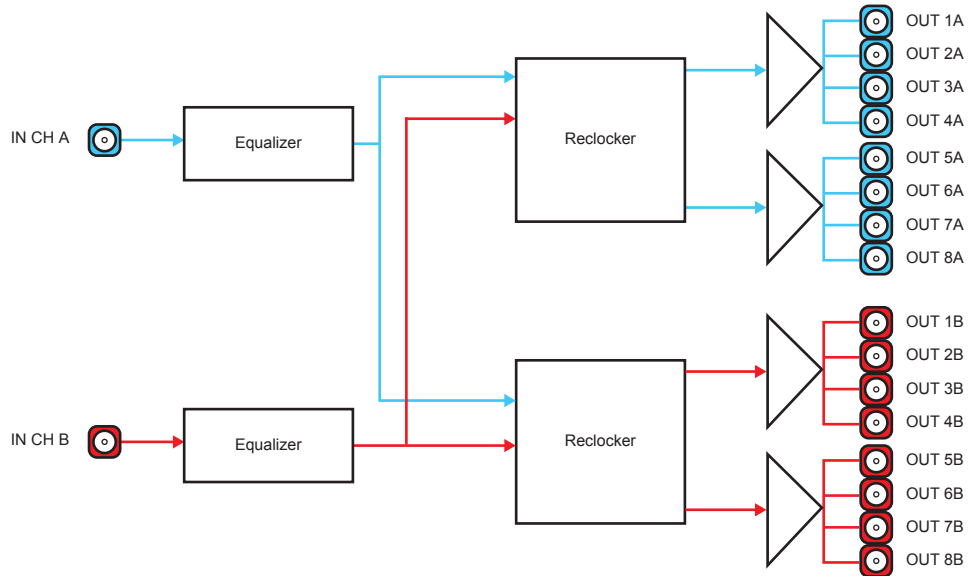 IN CH A
Equalizer
Reclocker
OUT 1A
OUT 2A
OUT 3A
OUT 4A
OUT 5A
OUT 6A
OUT 7A
OUT 8A
IN CH B
Equalizer
Reclocker
OUT 1B
OUT 2B
OUT 3B
OUT 4B
OUT 5B
OUT 6B
OUT 7B
OUT 8B